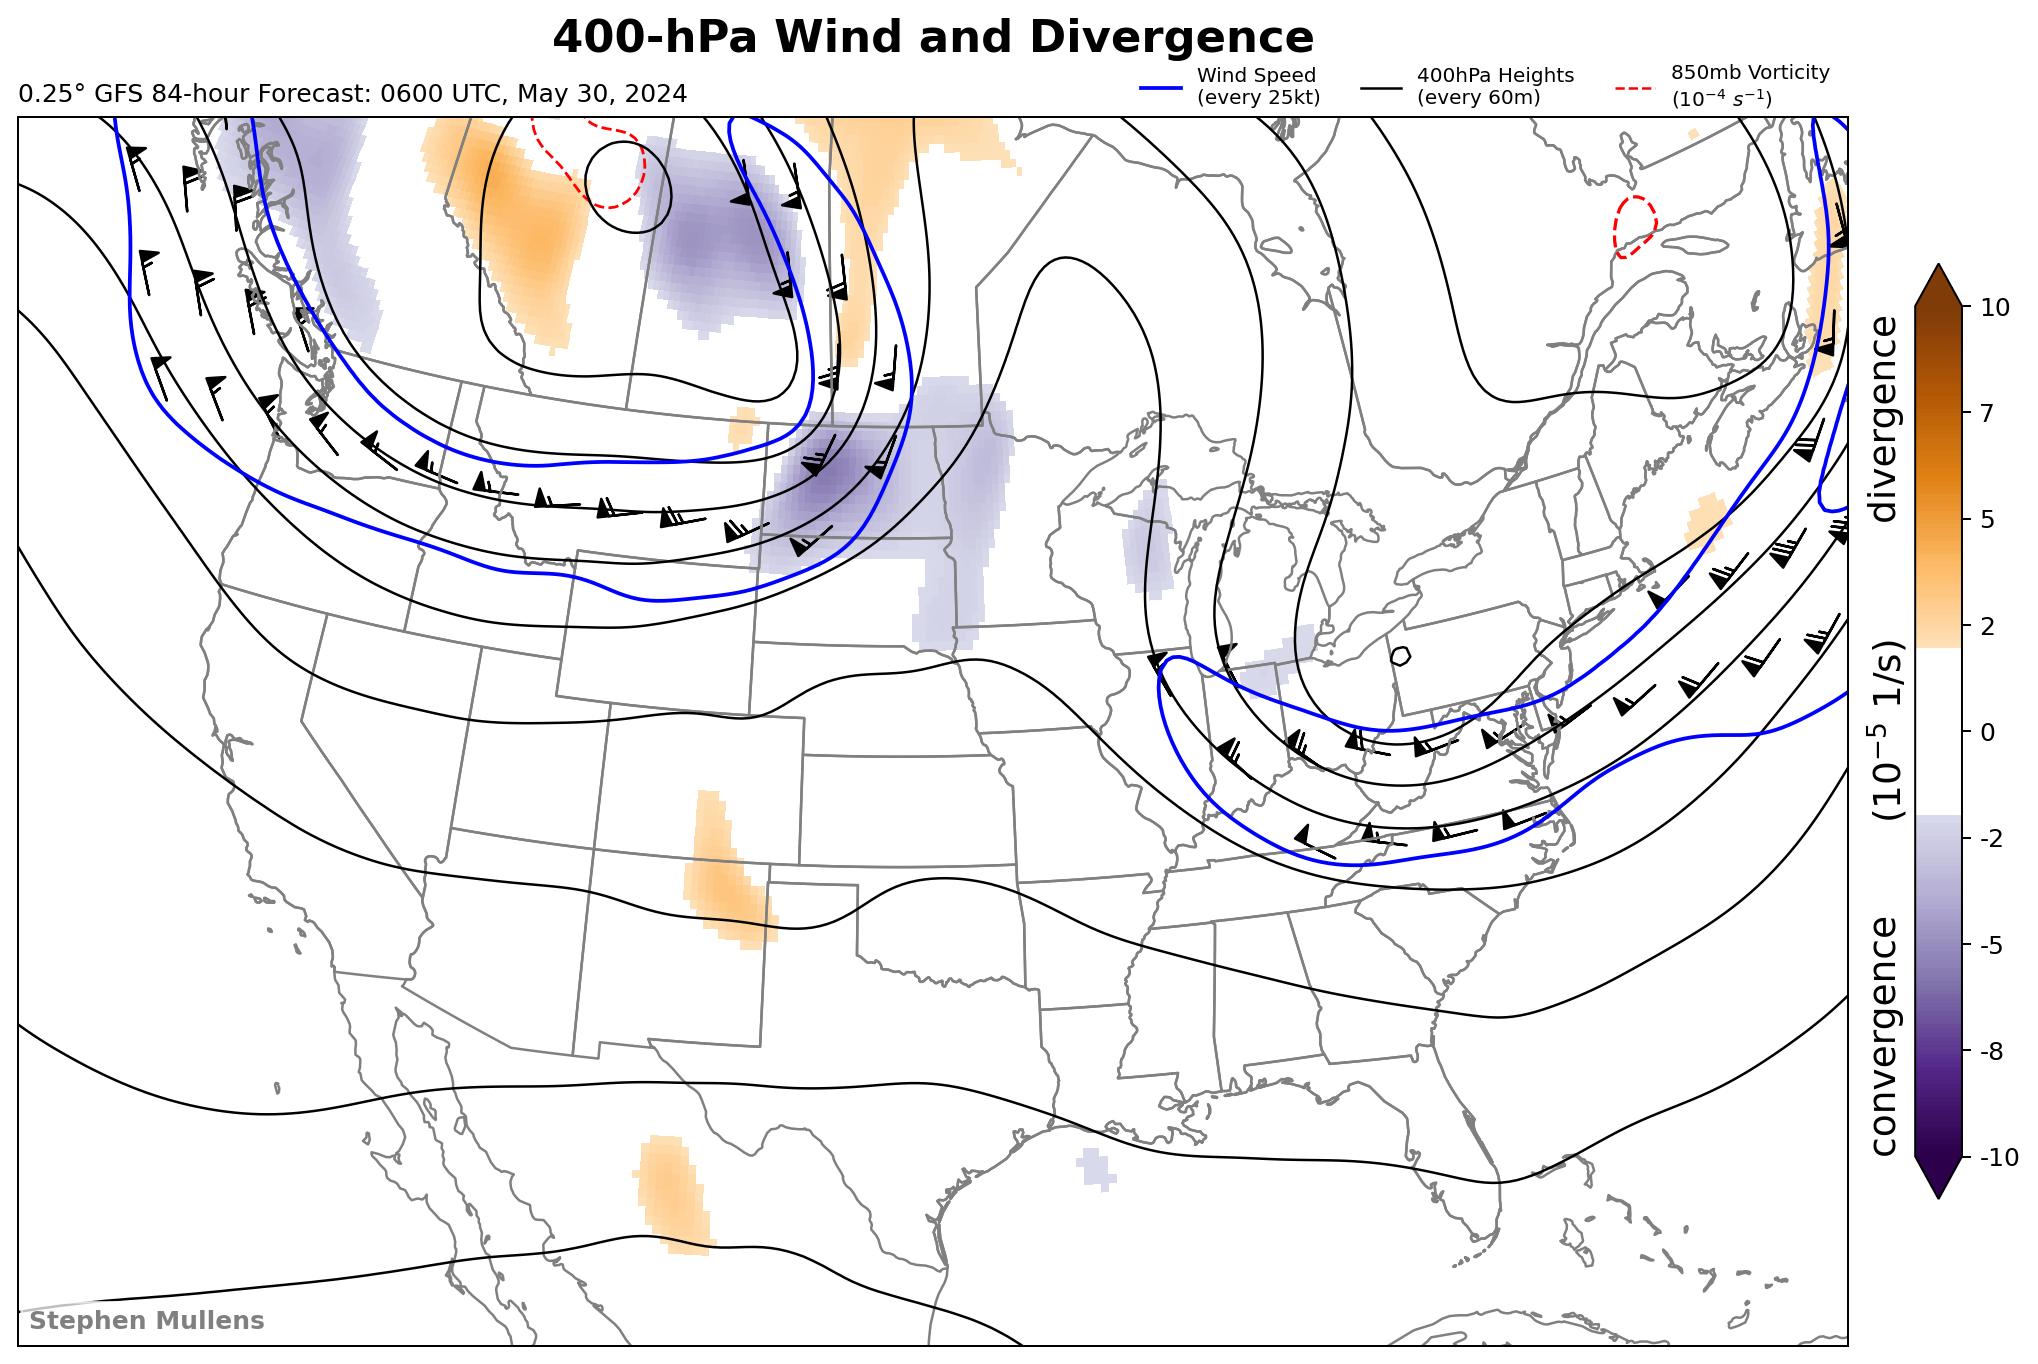 400-hPa Wind and Divergence
0.25° GFS 84-hour Forecast: 0600 UTC, May 30, 2024
Wind Speed
(every 25kt)
400hPa Heights
(every 60m)
850mb Vorticity
(10⁻⁴ s⁻¹)
10
7
5
2
0
-2
-5
-8
-10
convergence (10⁻⁵ 1/s) divergence
Stephen Mullens